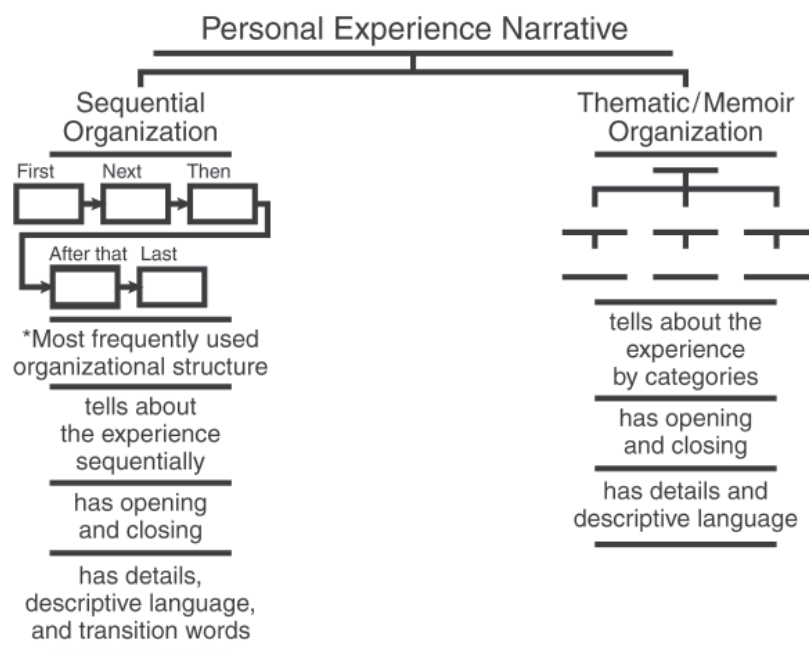 Personal Experience Narrative
Sequential
Organization
First Next Then
After that Last
*Most frequently used
organizational structure
tells about
the experience
sequentially
has opening
and closing
has details,
descriptive language,
and transition words
Thematic/Memoir
Organization
tells about the
experience
by categories
has opening
and closing
has details and
descriptive language